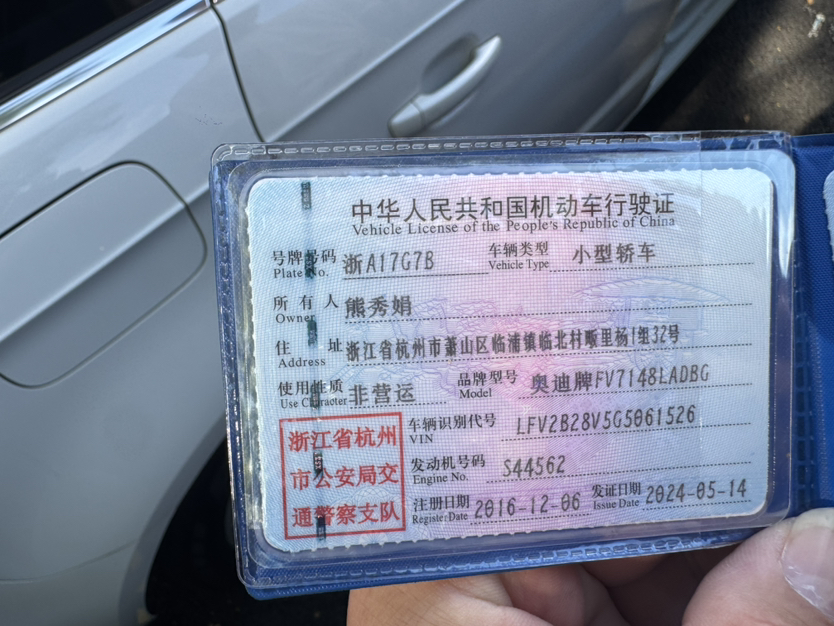 中华人民共和国机动车行驶证
Vehicle License of the People's Republic of China
号牌号码 浙A17G7B 车辆类型 小型轿车
Plate No. Vehicle Type
所有人 熊秀娟
Owner
住址 浙江省杭州市萧山区临浦镇临北村畈里杨1组32号
Address
使用性质 非营运 品牌型号 奥迪牌FV7148LADBG
Use Character Model
车辆识别代号 LFV2B28V5G5061526
VIN
发动机号码 S44562
Engine No.
注册日期 2016-12-06 发证日期 2024-05-14
Register Date Issue Date
浙江省杭州
市公安局交
通警察支队